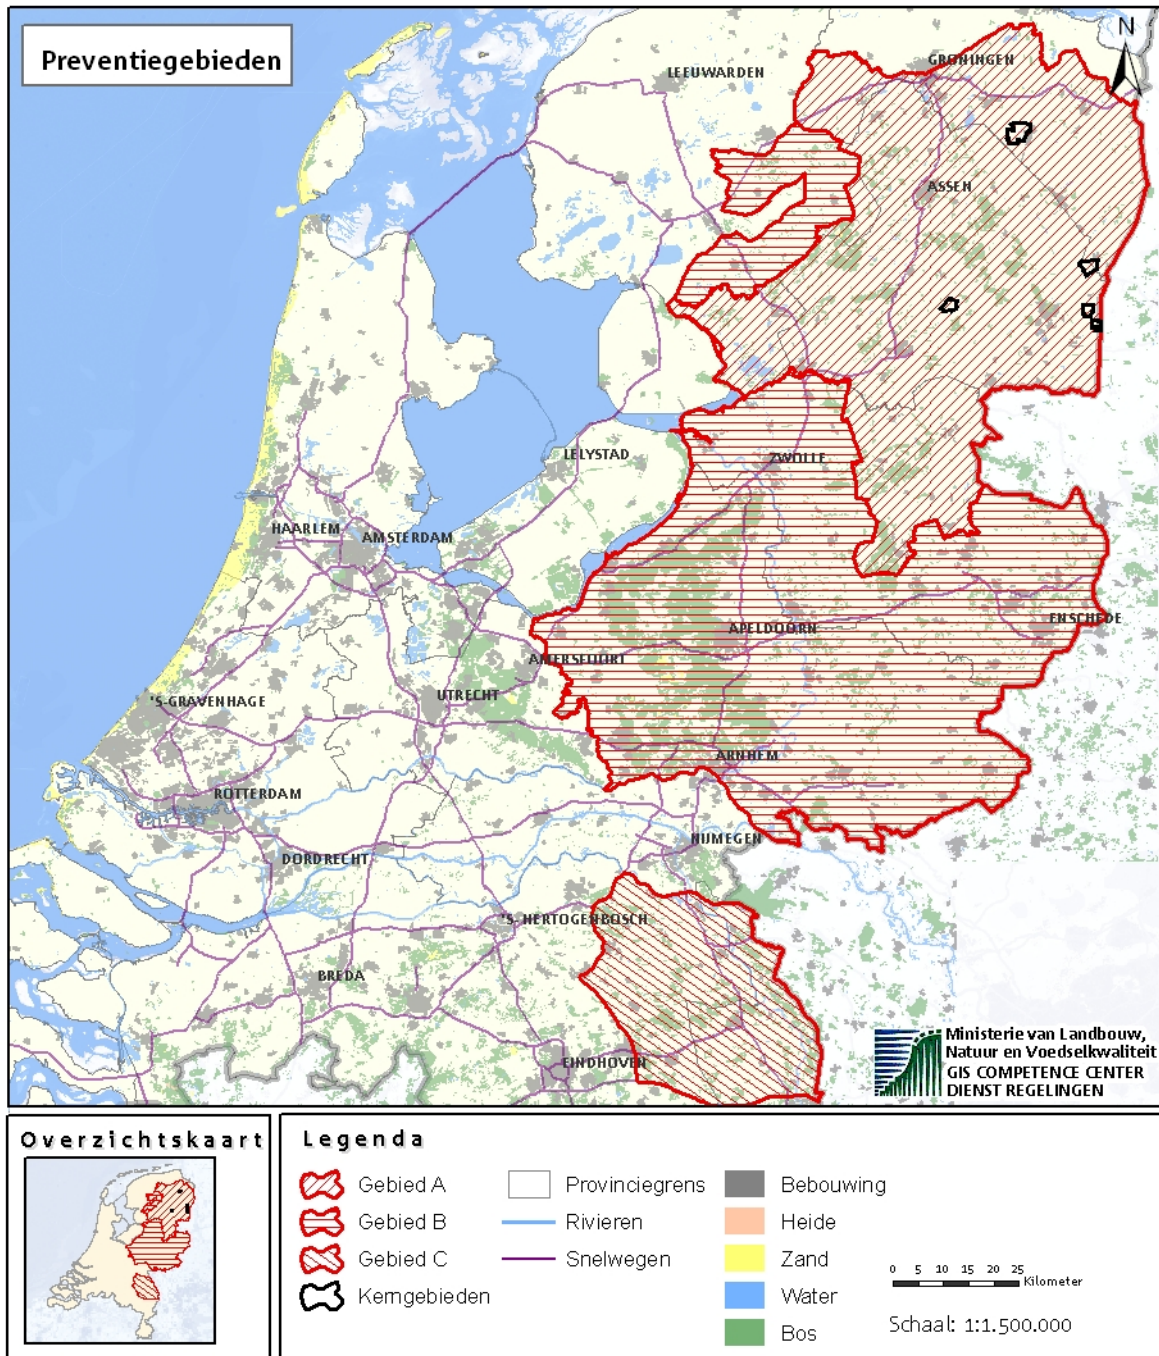 Preventiegebieden
N
LEEUWARDEN
GRONINGEN
ASSEN
LELYSTAD
ZWOLLE
HAARLEM
AMSTERDAM
APELDOORN
ENSCHEDE
AMERSFOORT
UTRECHT
'S-GRAVENHAGE
ARNHEM
ROTTERDAM
NIJMEGEN
DORDRECHT
'S-HERTOGENBOSCH
BREDA
EINDHOVEN
Ministerie van Landbouw,
Natuur en Voedselkwaliteit
GIS COMPETENCE CENTER
DIENST REGELINGEN
Overzichtskaart
Legenda
Gebied A
Gebied B
Gebied C
Kerngebieden
Provinciegrens
Rivieren
Snelwegen
Bebouwing
Heide
Zand
Water
Bos
0 5 10 15 20 25
Kilometer
Schaal: 1:1.500.000